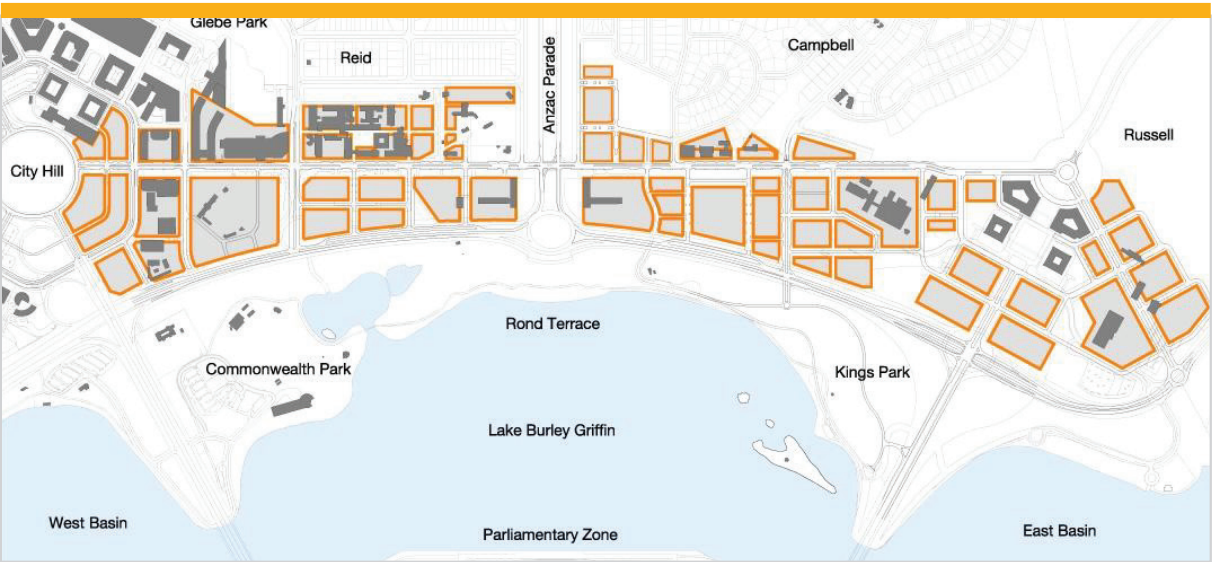 Glebe Park
Reid
Anzac Parade
Campbell
Russell
City Hill
Rond Terrace
Commonwealth Park
Kings Park
Lake Burley Griffin
West Basin
Parliamentary Zone
East Basin